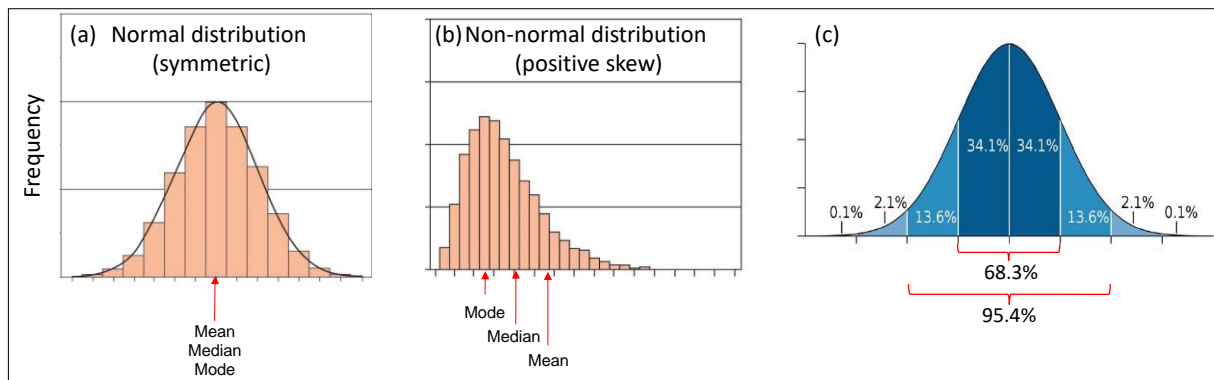 (a) Normal distribution
(symmetric)
Frequency
Mean
Median
Mode
(b) Non-normal distribution
(positive skew)
Mode
Median
Mean
(c)
34.1% 34.1%
0.1% 2.1% 13.6% 13.6% 2.1% 0.1%
68.3%
95.4%